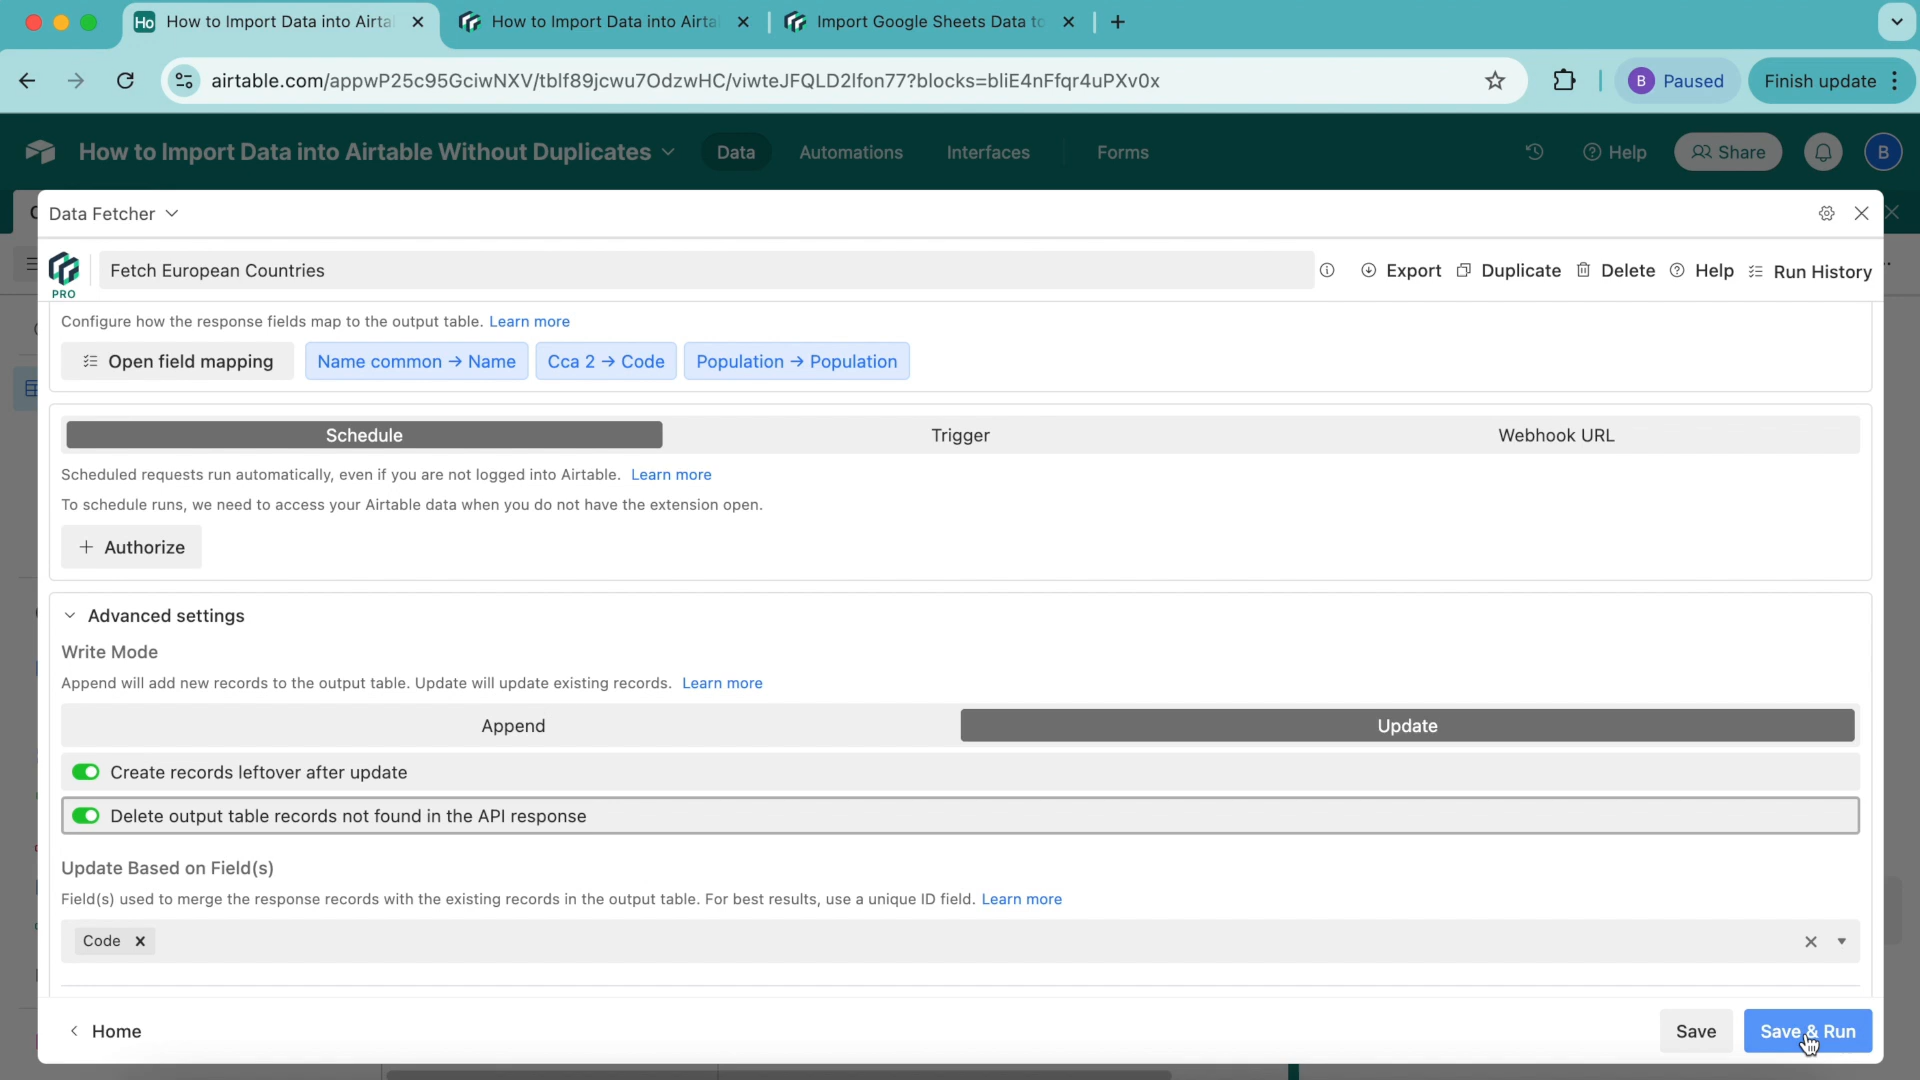 Ho How to Import Data into Airta
How to Import Data into Airta
Import Google Sheets Data to
airtable.com/appwP25c95GciwNXV/tblf89jcwu7OdzwHC/viwteJFQLD2lfon77?blocks=bliE4nFfqr4uPXv0x
B Paused
Finish update
How to Import Data into Airtable Without Duplicates
Data
Automations
Interfaces
Forms
Help
Share
B
Data Fetcher
PRO
Fetch European Countries
Export
Duplicate
Delete
Help
Run History
Configure how the response fields map to the output table. Learn more
Open field mapping
Name common → Name
Cca 2 → Code
Population → Population
Schedule
Trigger
Webhook URL
Scheduled requests run automatically, even if you are not logged into Airtable. Learn more
To schedule runs, we need to access your Airtable data when you do not have the extension open.
+ Authorize
Advanced settings
Write Mode
Append will add new records to the output table. Update will update existing records. Learn more
Append
Update
Create records leftover after update
Delete output table records not found in the API response
Update Based on Field(s)
Field(s) used to merge the response records with the existing records in the output table. For best results, use a unique ID field. Learn more
Code
Home
Save
Save & Run